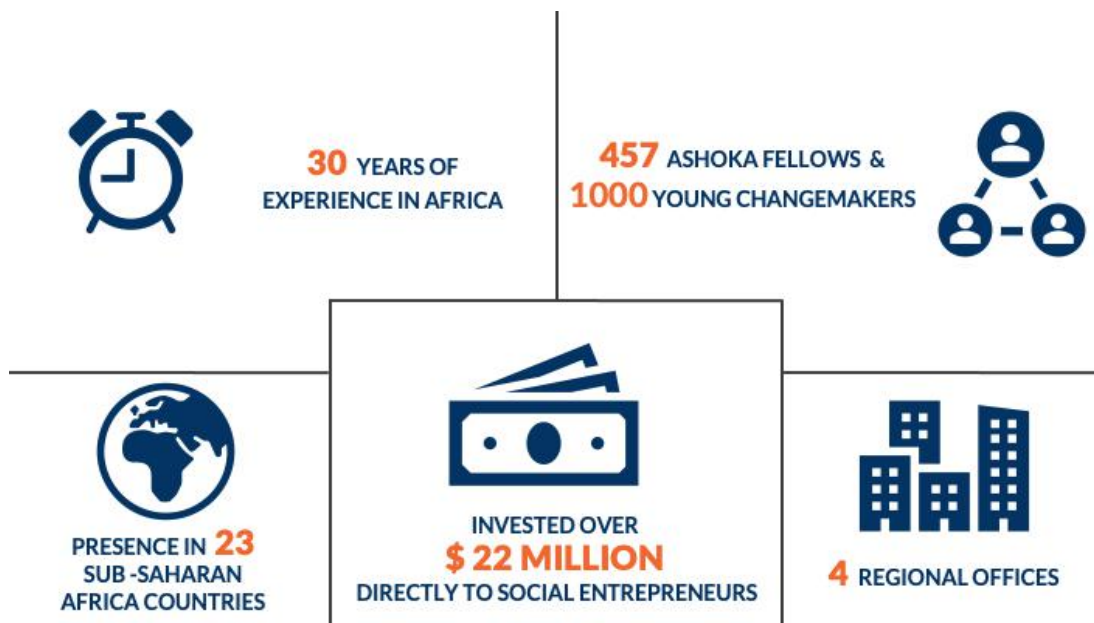 30 YEARS OF
EXPERIENCE IN AFRICA
457 ASHOKA FELLOWS &
1000 YOUNG CHANGEMAKERS
PRESENCE IN 23
SUB -SAHARAN
AFRICA COUNTRIES
INVESTED OVER
$ 22 MILLION
DIRECTLY TO SOCIAL ENTREPRENEURS
4 REGIONAL OFFICES